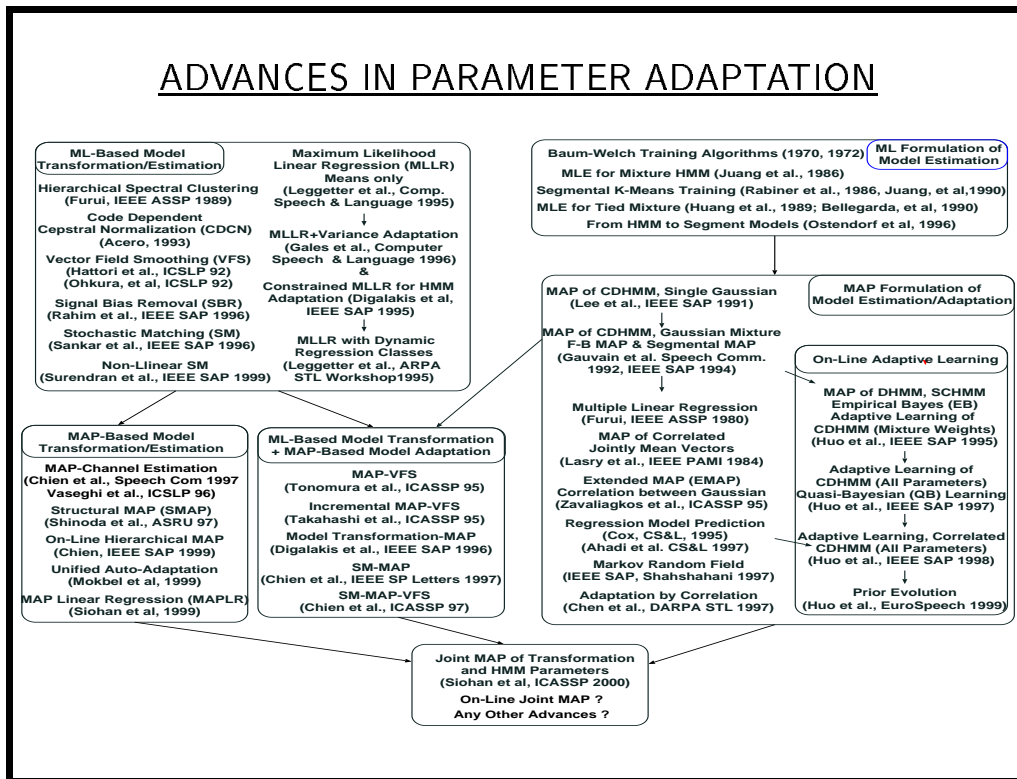 ADVANCES IN PARAMETER ADAPTATION
ML-Based Model
Transformation/Estimation
Hierarchical Spectral Clustering
(Furui, IEEE ASSP 1989)
Code Dependent
Cepstral Normalization (CDCN)
(Acero, 1993)
Vector Field Smoothing (VFS)
(Hattori et al., ICSLP 92)
(Ohkura, et al, ICSLP 92)
Signal Bias Removal (SBR)
(Rahim et al., IEEE SAP 1996)
Stochastic Matching (SM)
(Sankar et al., IEEE SAP 1996)
Non-Llinear SM
(Surendran et al., IEEE SAP 1999)
Maximum Likelihood
Linear Regression (MLLR)
Means only
(Leggetter et al., Comp.
Speech & Language 1995)
MLLR+Variance Adaptation
(Gales et al., Computer
Speech & Language 1996)
&
Constrained MLLR for HMM
Adaptation (Digalakis et al,
IEEE SAP 1995)
MLLR with Dynamic
Regression Classes
(Leggetter et al., ARPA
STL Workshop1995)
ML Formulation of
Model Estimation
Baum-Welch Training Algorithms (1970, 1972)
MLE for Mixture HMM (Juang et al., 1986)
Segmental K-Means Training (Rabiner et al., 1986, Juang, et al,1990)
MLE for Tied Mixture (Huang et al., 1989; Bellegarda, et al, 1990)
From HMM to Segment Models (Ostendorf et al, 1996)
MAP Formulation of
Model Estimation/Adaptation
MAP of CDHMM, Single Gaussian
(Lee et al., IEEE SAP 1991)
MAP of CDHMM, Gaussian Mixture
F-B MAP & Segmental MAP
(Gauvain et al. Speech Comm.
1992, IEEE SAP 1994)
Multiple Linear Regression
(Furui, IEEE ASSP 1980)
MAP of Correlated
Jointly Mean Vectors
(Lasry et al., IEEE PAMI 1984)
Extended MAP (EMAP)
Correlation between Gaussian
(Zavaliagkos et al., ICASSP 95)
Regression Model Prediction
(Cox, CS&L, 1995)
(Ahadi et al. CS&L 1997)
Markov Random Field
(IEEE SAP, Shahshahani 1997)
Adaptation by Correlation
(Chen et al., DARPA STL 1997)
On-Line Adaptive Learning
MAP of DHMM, SCHMM
Empirical Bayes (EB)
Adaptive Learning of
CDHMM (Mixture Weights)
(Huo et al., IEEE SAP 1995)
Adaptive Learning of
CDHMM (All Parameters)
Quasi-Bayesian (QB) Learning
(Huo et al., IEEE SAP 1997)
Adaptive Learning, Correlated
CDHMM (All Parameters)
(Huo et al., IEEE SAP 1998)
Prior Evolution
(Huo et al., EuroSpeech 1999)
MAP-Based Model
Transformation/Estimation
MAP-Channel Estimation
(Chien et al., Speech Com 1997
Vaseghi et al., ICSLP 96)
Structural MAP (SMAP)
(Shinoda et al., ASRU 97)
On-Line Hierarchical MAP
(Chien, IEEE SAP 1999)
Unified Auto-Adaptation
(Mokbel et al, 1999)
MAP Linear Regression (MAPLR)
(Siohan et al, 1999)
ML-Based Model Transformation
+ MAP-Based Model Adaptation
MAP-VFS
(Tonomura et al., ICASSP 95)
Incremental MAP-VFS
(Takahashi et al., ICASSP 95)
Model Transformation-MAP
(Digalakis et al., IEEE SAP 1996)
SM-MAP
(Chien et al., IEEE SP Letters 1997)
SM-MAP-VFS
(Chien et al., ICASSP 97)
Joint MAP of Transformation
and HMM Parameters
(Siohan et al, ICASSP 2000)
On-Line Joint MAP ?
Any Other Advances ?